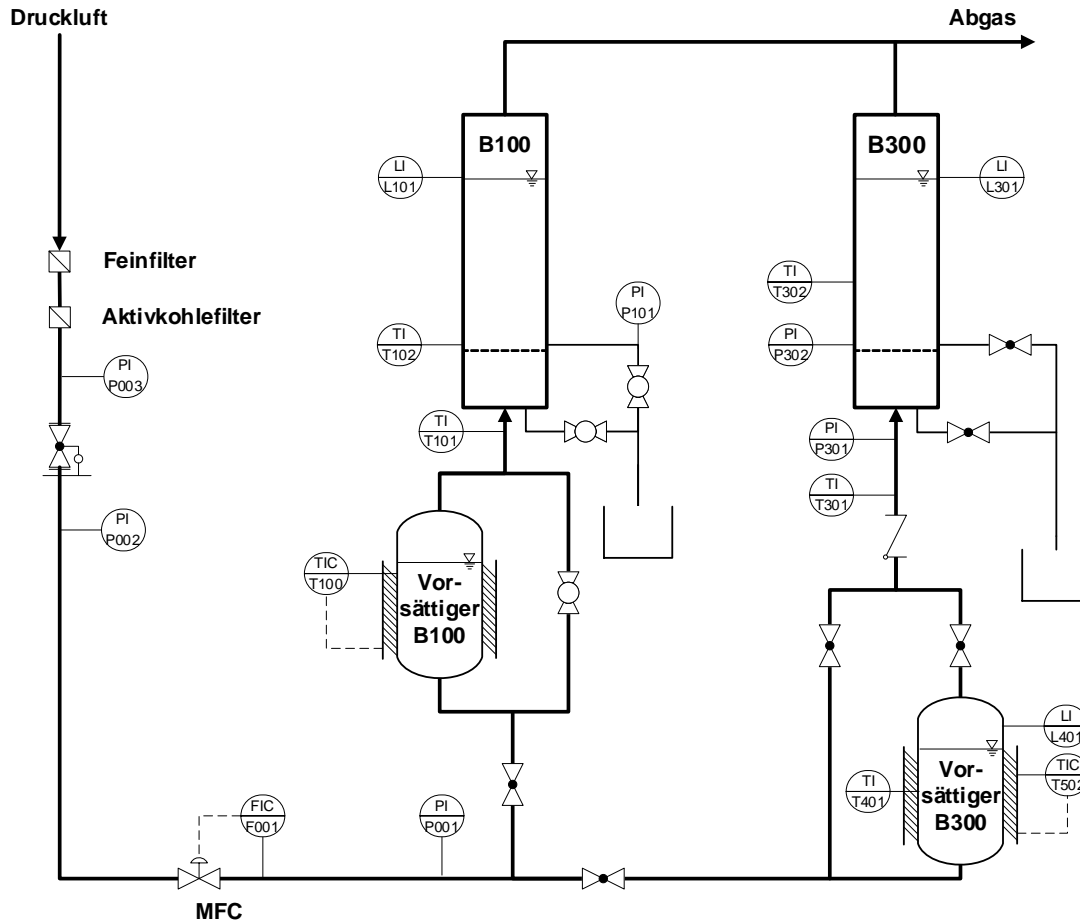 Druckluft
Abgas
B100
B300
LI
L101
LI
L301
Feinfilter
TI
T302
Aktivkohlefilter
PI
P101
TI
T102
PI
P302
PI
P003
TI
T101
PI
P301
TI
T301
PI
P002
TIC
T100
Vor-
sättiger
B100
LI
L401
TIC
T502
TI
T401
Vor-
sättiger
B300
FIC
F001
PI
P001
MFC